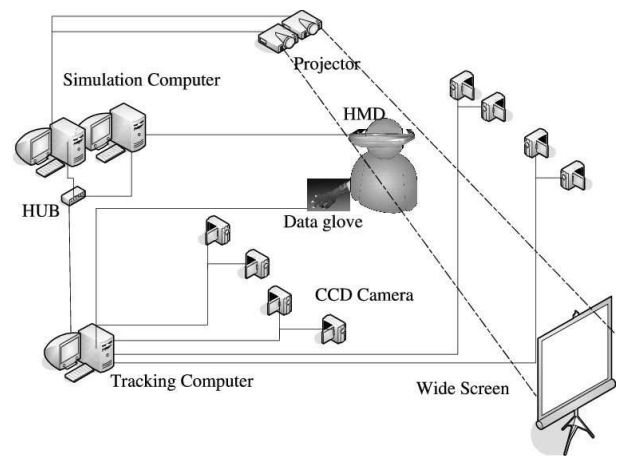 Projector
Simulation Computer
HMD
HUB
Data glove
CCD Camera
Tracking Computer
Wide Screen